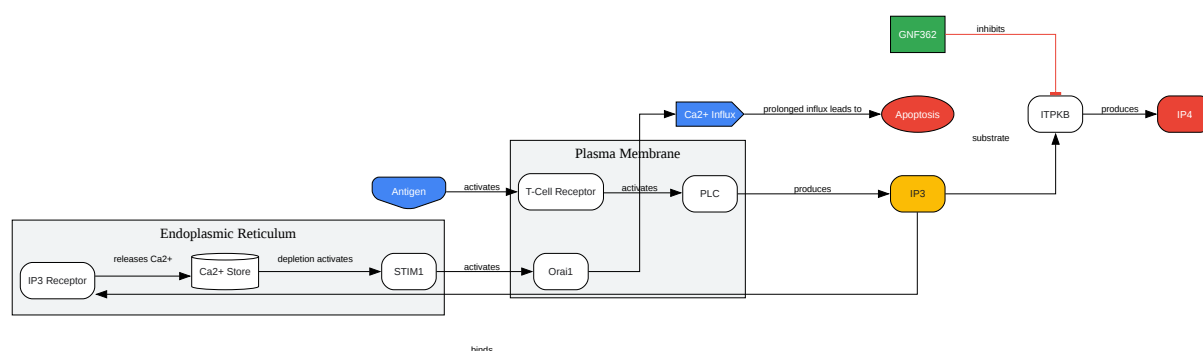 GNF362
inhibits
Ca2+ Influx
prolonged influx leads to
Apoptosis
ITPKB
produces
IP4
substrate
Plasma Membrane
Antigen
activates
T-Cell Receptor
activates
PLC
produces
IP3
Endoplasmic Reticulum
IP3 Receptor
releases Ca2+
Ca2+ Store
depletion activates
STIM1
activates
Orai1
binds